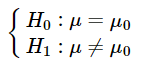 H₀ : μ = μ₀
H₁ : μ ≠ μ₀